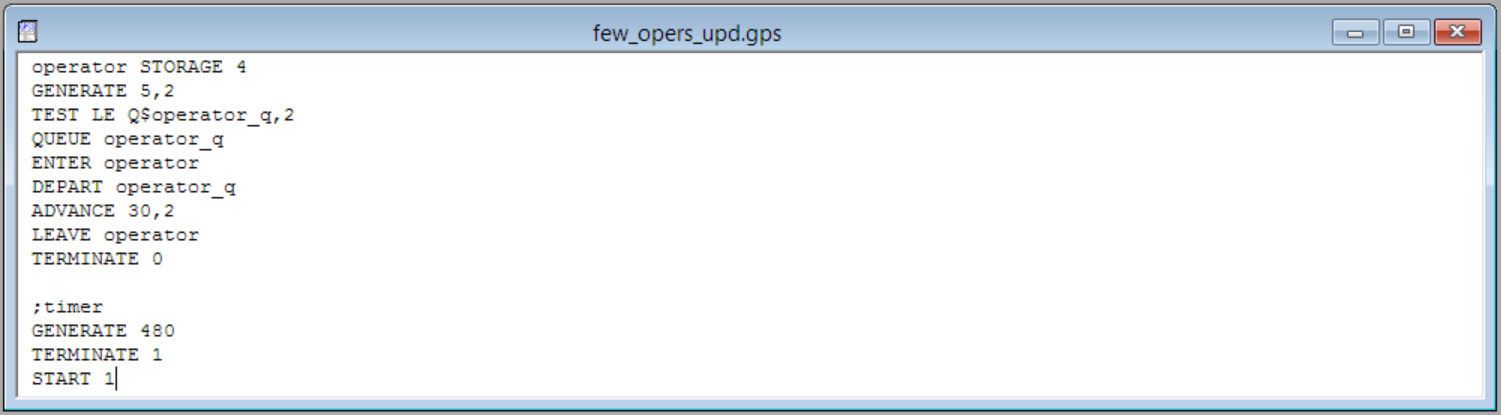 few_opers_upd.gps
operator STORAGE 4
GENERATE 5,2
TEST LE Q$operator_q,2
QUEUE operator_q
ENTER operator
DEPART operator_q
ADVANCE 30,2
LEAVE operator
TERMINATE 0
;timer
GENERATE 480
TERMINATE 1
START 1